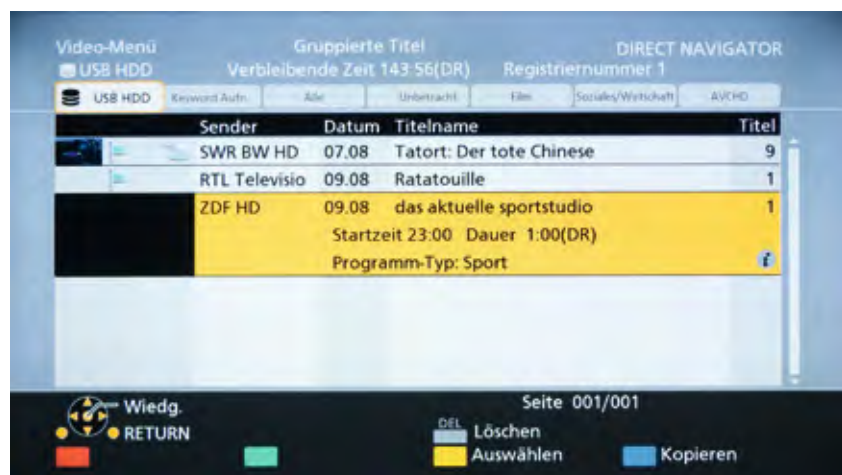 Video-Menü Gruppierte Titel DIRECT NAVIGATOR
USB HDD Verbleibende Zeit 143:56(DR) Registriernummer 1
USB HDD Keyword Aufn. Alle Unbetracht. Film Soziales/Wirtschaft AVCHD
Sender Datum Titelname Titel
SWR BW HD 07.08 Tatort: Der tote Chinese 9
RTL Televisio 09.08 Ratatouille 1
ZDF HD 09.08 das aktuelle sportstudio 1
Startzeit 23:00 Dauer 1:00(DR)
Programm-Typ: Sport i
Wiedg. Seite 001/001
RETURN DEL Löschen
Auswählen Kopieren